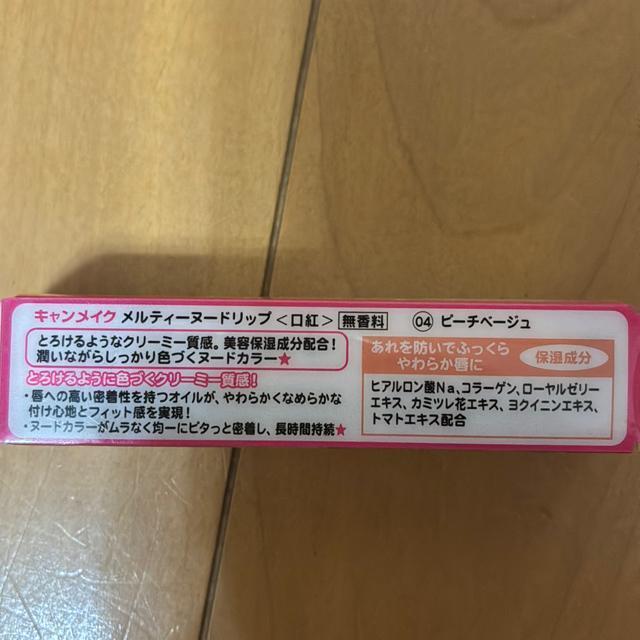 キャンメイク メルティーヌードリップ <口紅> 無香料 04 ピーチベージュ
とろけるようなクリーミー質感。美容保湿成分配合!
潤いながらしっかり色づくヌードカラー★
とろけるように色づくクリーミー質感!
・唇への高い密着性を持つオイルが、やわらかくなめらかな
付け心地とフィット感を実現!
・ヌードカラーがムラなく均一にピタっと密着し、長時間持続★
あれを防いでふっくら
やわらか唇に
保湿成分
ヒアルロン酸Na、コラーゲン、ローヤルゼリー
エキス、カミツレ花エキス、ヨクイニンエキス、
トマトエキス配合